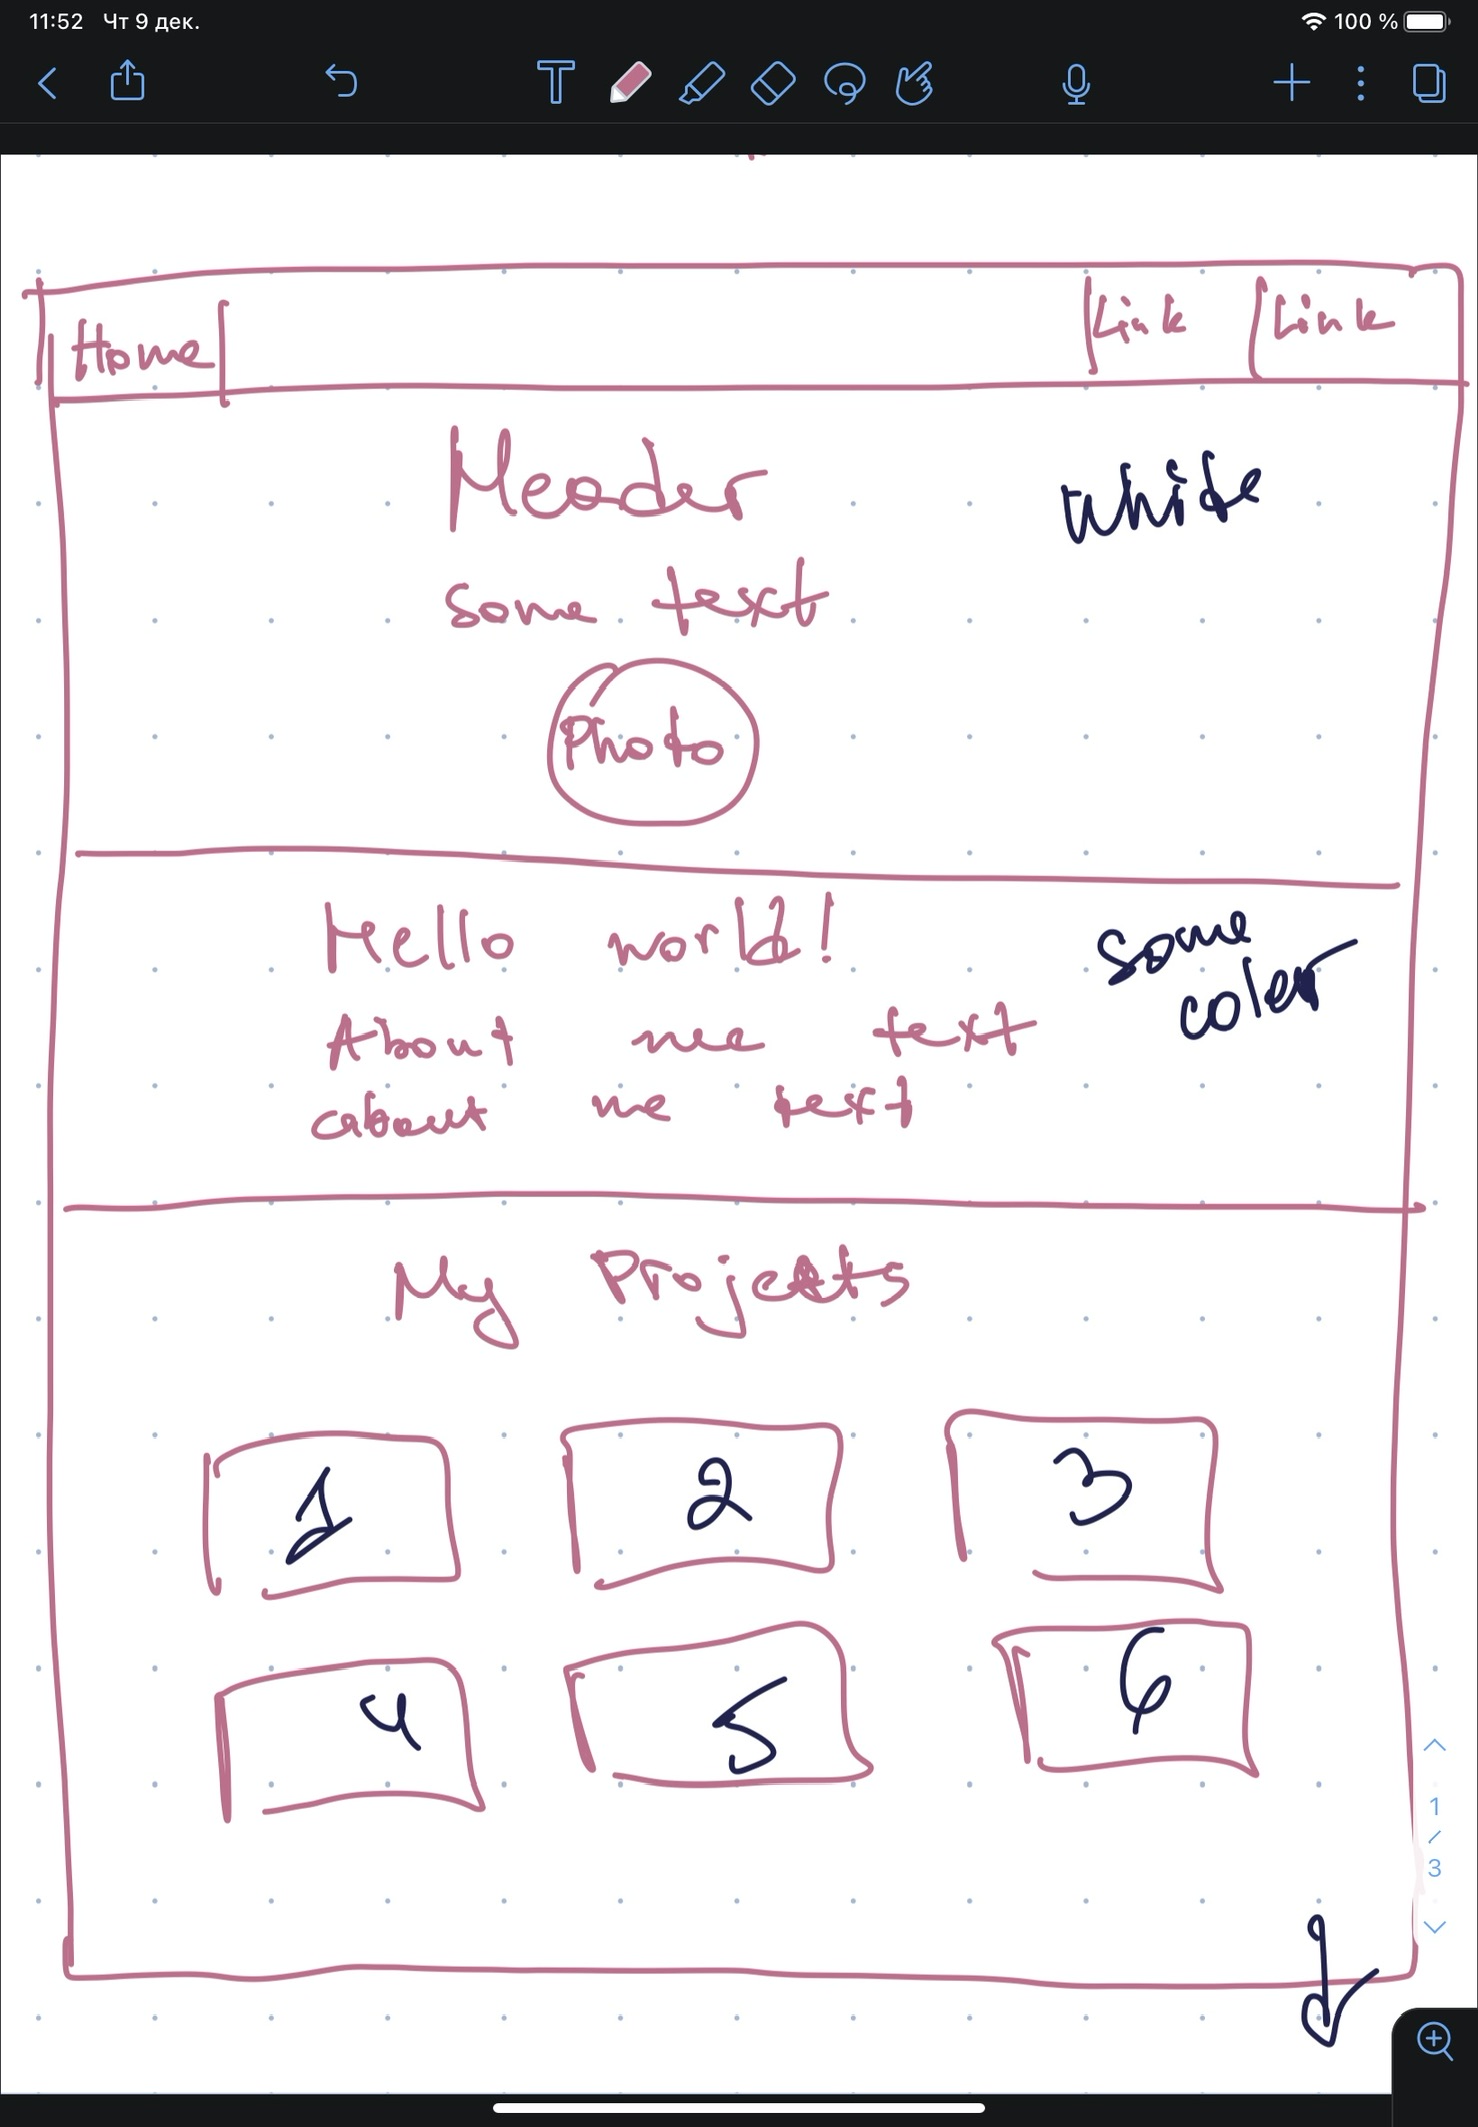 11:52 Чт 9 дек. 100 %
T
Home Link Link
Header
White
some text
Photo
Hello world!
some
color
About me text
about me text
My Projects
1 2 3
4 5 6
1
/
3